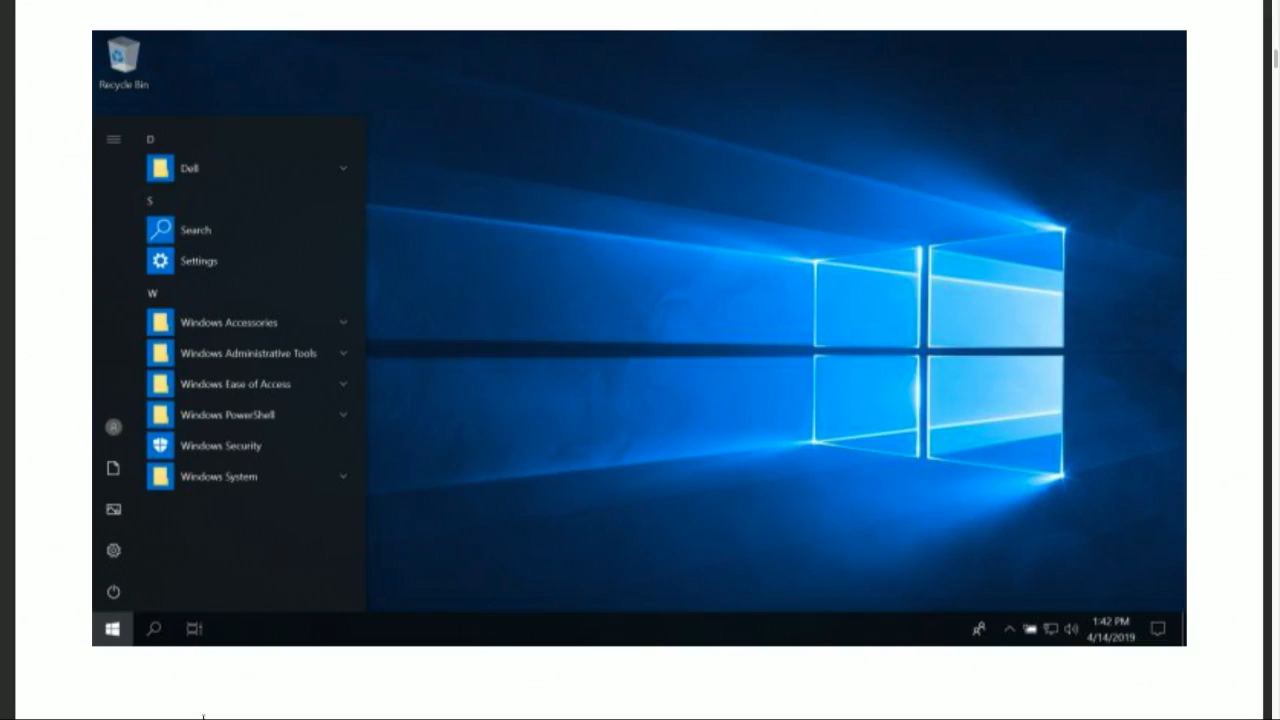 Recycle Bin
D
Dell
S
Search
Settings
W
Windows Accessories
Windows Administrative Tools
Windows Ease of Access
Windows PowerShell
Windows Security
Windows System
1:42 PM
4/14/2019